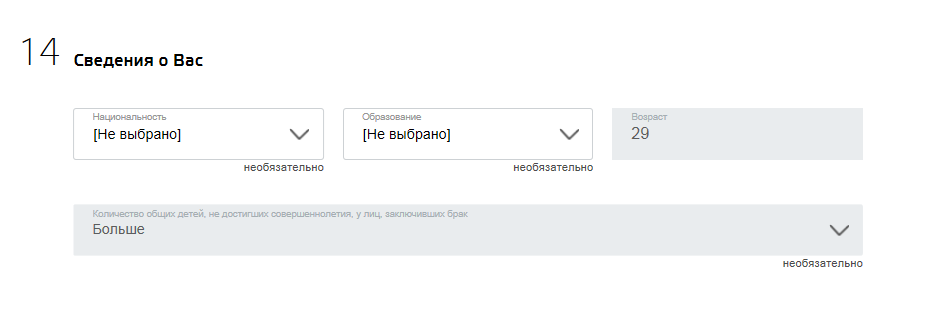 14 Сведения о Вас
Национальность Образование Возраст
[Не выбрано] [Не выбрано] 29
необязательно необязательно
Количество общих детей, не достигших совершеннолетия, у лиц, заключивших брак
Больше
необязательно